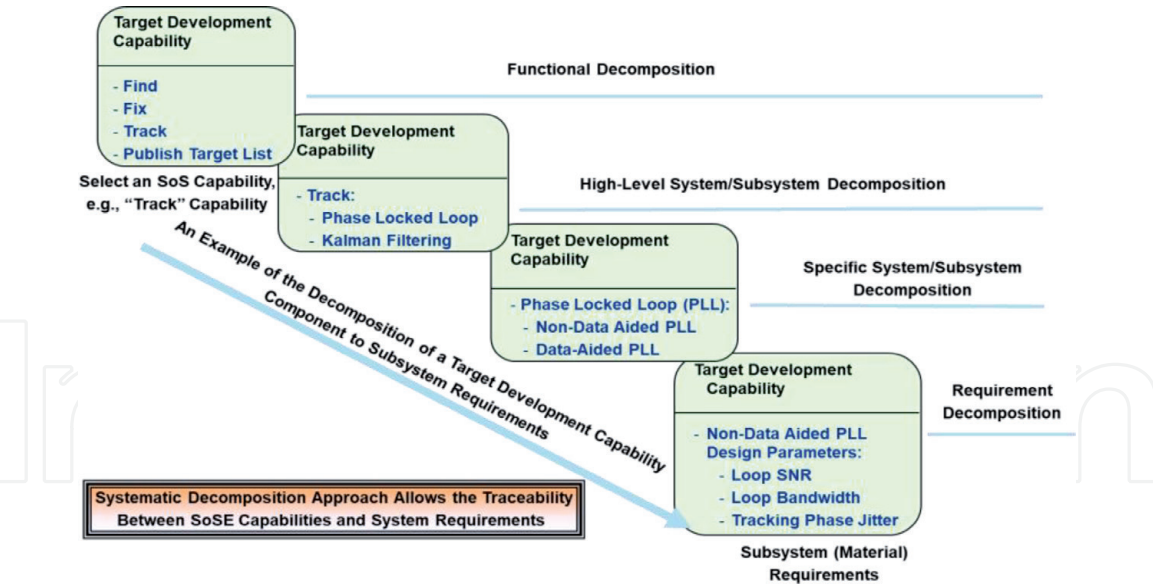 Target Development
Capability
- Find
- Fix
- Track
- Publish Target List
Functional Decomposition
Select an SoS Capability,
e.g., “Track” Capability
Target Development
Capability
- Track:
- Phase Locked Loop
- Kalman Filtering
High-Level System/Subsystem Decomposition
An Example of the Decomposition of a Target Development Capability
Component to Subsystem Requirements
Target Development
Capability
- Phase Locked Loop (PLL):
- Non-Data Aided PLL
- Data-Aided PLL
Specific System/Subsystem
Decomposition
Target Development
Capability
- Non-Data Aided PLL
Design Parameters:
- Loop SNR
- Loop Bandwidth
- Tracking Phase Jitter
Requirement
Decomposition
Systematic Decomposition Approach Allows the Traceability
Between SoSE Capabilities and System Requirements
Subsystem (Material)
Requirements